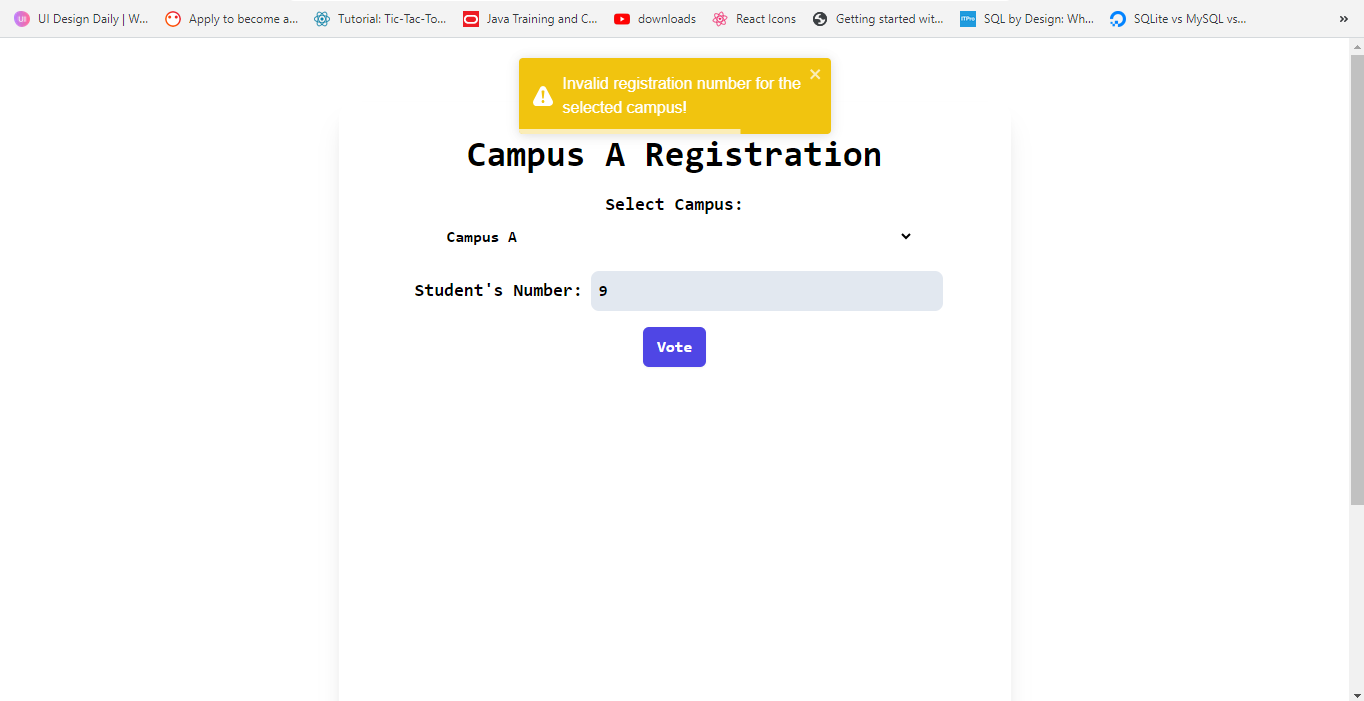 UI UI Design Daily | W... Apply to become a... Tutorial: Tic-Tac-To... Java Training and C... downloads React Icons Getting started wit... ITPro SQL by Design: Wh... SQLite vs MySQL vs... »
Invalid registration number for the
selected campus!
Campus A Registration
Select Campus:
Campus A
Student's Number: 9
Vote